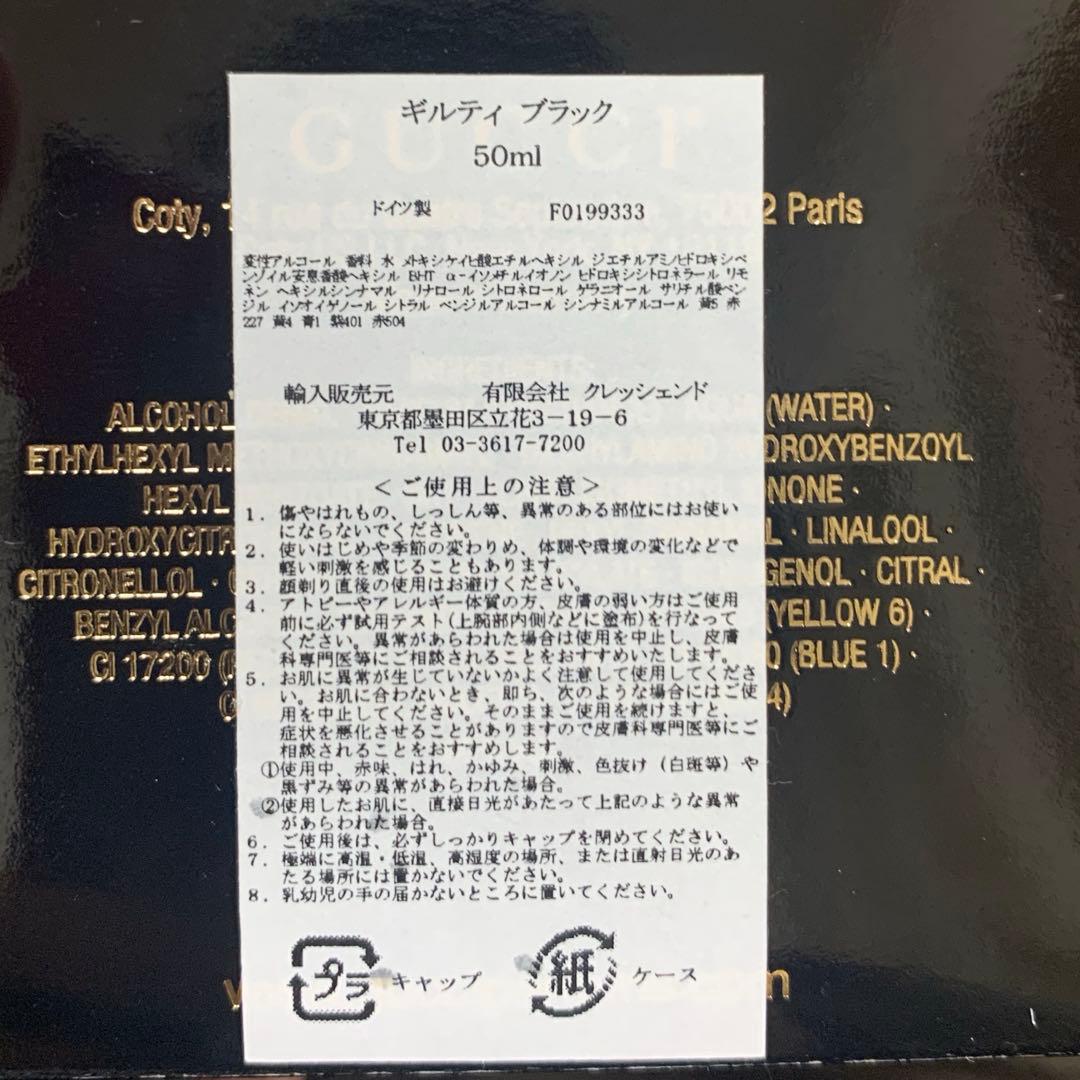 GUCCI
ギルティ ブラック
50ml
Coty,
2 Paris
ドイツ製 F0199333
変性アルコール 香料 水 メトキシケイヒ酸エチルヘキシル ジエチルアミノヒドロキシベ
ンゾイル安息香酸ヘキシル BHT α-イソメチルイオノン ヒドロキシシトロネラール リモ
ネン ヘキシルシンナマル リナロール シトロネロール ゲラニオール サリチル酸ベン
ジル イソオイゲノール シトラル ベンジルアルコール シンナミルアルコール 黄5 赤
227 黄4 青1 紫401 赤504
輸入販売元 有限会社 クレッシェンド
東京都墨田区立花3-19-6
Tel 03-3617-7200
<ご使用上の注意>
1. 傷やはれもの、しっしん等、異常のある部位にはお使い
にならないでください。
2. 使いはじめや季節の変わりめ、体調や環境の変化などで
軽い刺激を感じることもあります。
3. 顔剃り直後の使用はお避けください。
4. アトピーやアレルギー体質の方、皮膚の弱い方はご使用
前に必ず試用テスト(上腕部内側などに塗布)を行なって
ください。異常があらわれた場合は使用を中止し、皮膚
科専門医等にご相談されることをおすすめいたします。
5. お肌に異常が生じていないかよく注意して使用してくださ
い。お肌に合わないとき、即ち、次のような場合にはご使
用を中止してください。そのままご使用を続けますと、
症状を悪化させることがありますので皮膚科専門医等にご
相談されることをおすすめします。
①使用中、赤味、はれ、かゆみ、刺激、色抜け(白斑等)や
黒ずみ等の異常があらわれた場合。
②使用したお肌に、直接日光があたって上記のような異常
があらわれた場合。
6. ご使用後は、必ずしっかりキャップを閉めてください。
7. 極端に高温・低温、高湿度の場所、または直射日光のあ
たる場所には置かないでください。
8. 乳幼児の手の届かないところに置いてください。
プラ キャップ 紙 ケース
ALCOHOL
(WATER) ·
ETHYLHEXYL
DROXYBENZOYL
HEXYL
NONE ·
· LINALOOL ·
CITRONELLOL ·
GENOL · CITRAL ·
BENZYL
(YELLOW 6) ·
CI 17200
(BLUE 1) ·